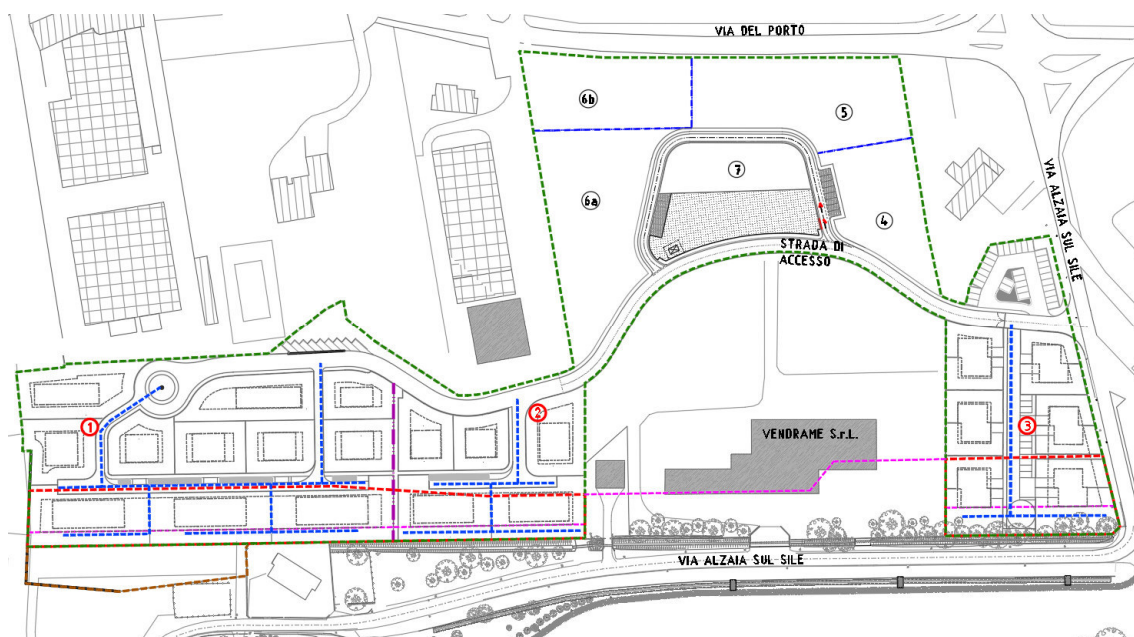 VIA DEL PORTO
6b
5
7
6a
4
VIA ALZAIA SUL SILE
STRADA DI
ACCESSO
1
2
3
VENDRAME S.r.L.
VIA ALZAIA SUL SILE